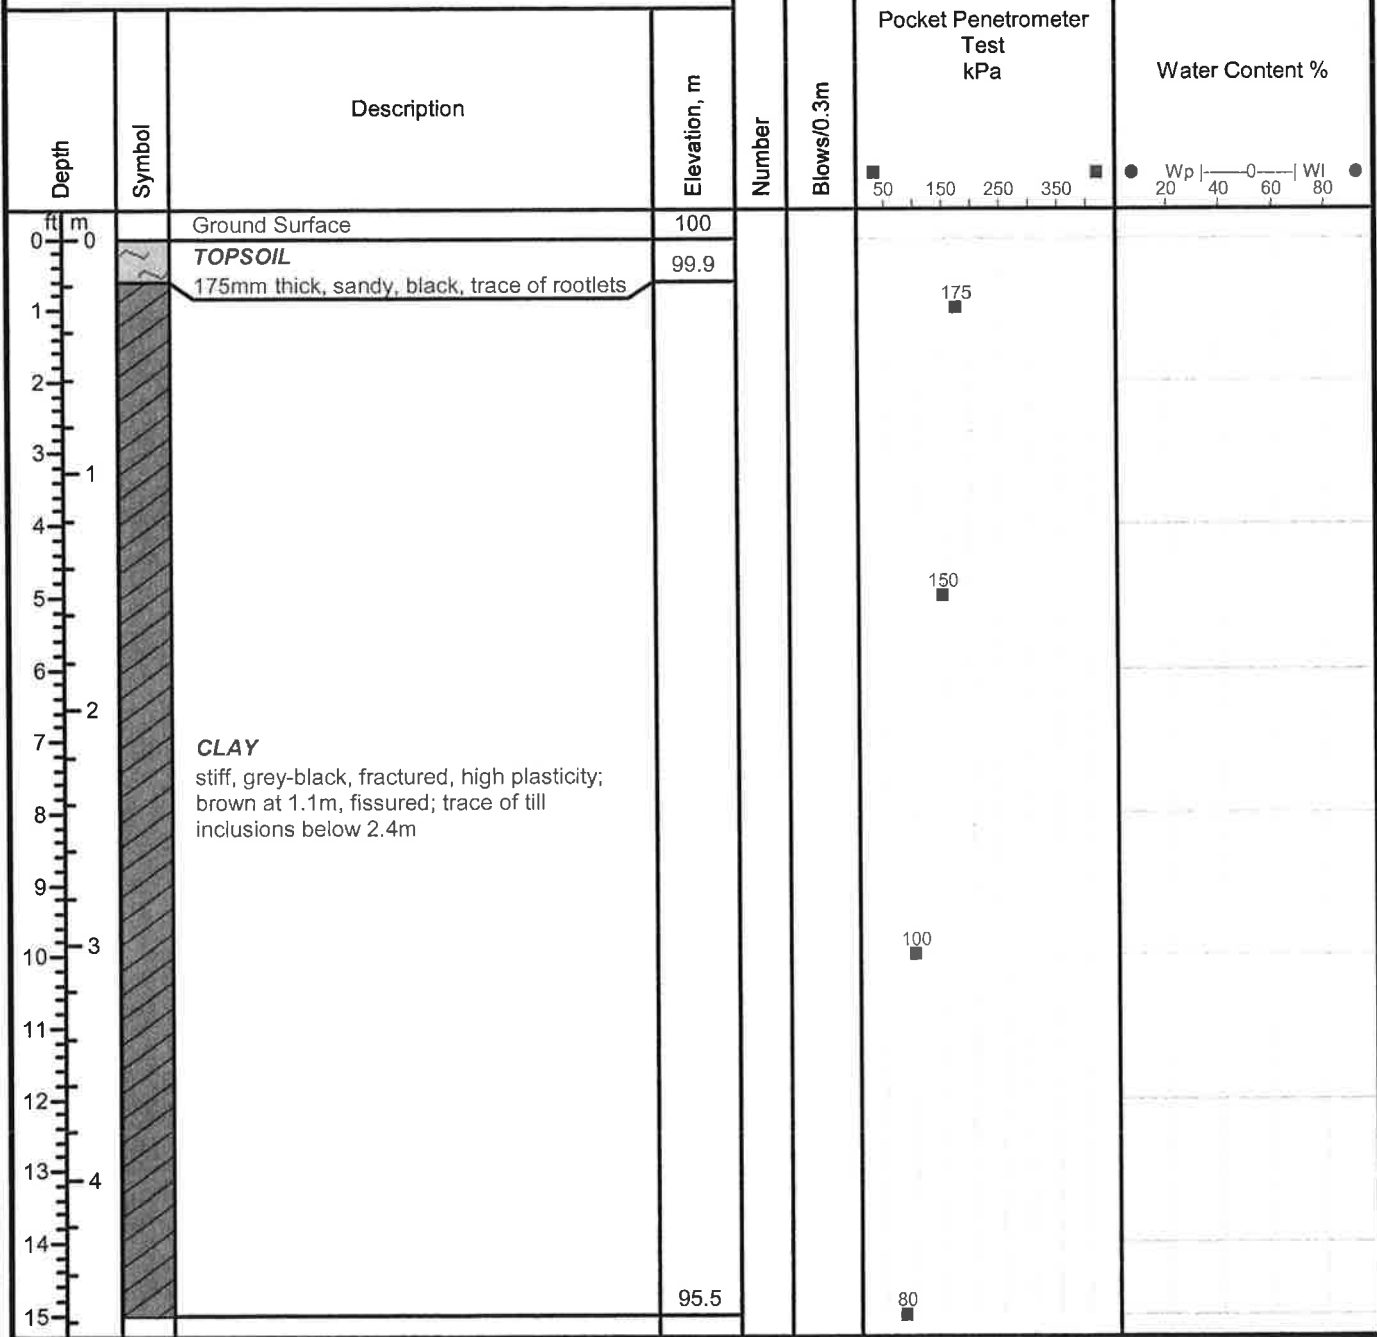 Depth
Symbol
Description
Elevation, m
Number
Blows/0.3m
Pocket Penetrometer
Test
kPa
50 150 250 350
Water Content %
Wp |——0——| Wl
20 40 60 80
ft m
Ground Surface 100
0 0
TOPSOIL
175mm thick, sandy, black, trace of rootlets
99.9
175
1
2
3
1
4
150
5
6
2
7
CLAY
stiff, grey-black, fractured, high plasticity;
brown at 1.1m, fissured; trace of till
inclusions below 2.4m
8
9
100
3
10
11
12
13
4
14
95.5
80
15